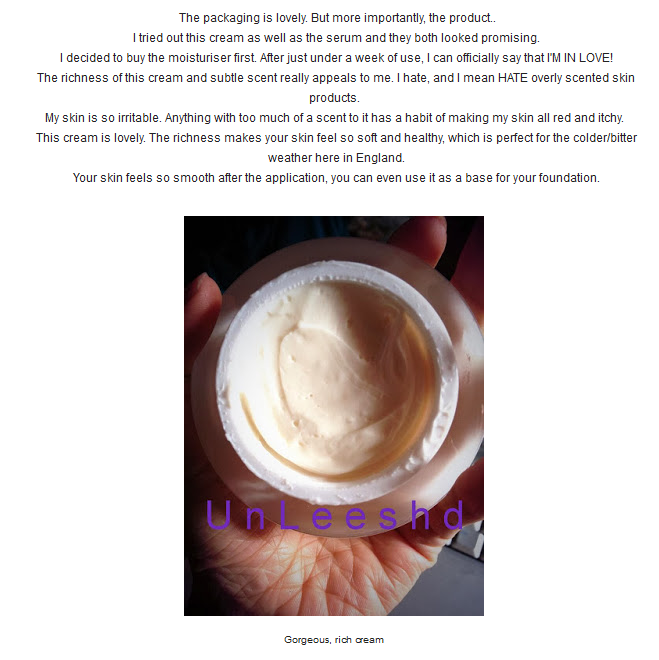 The packaging is lovely. But more importantly, the product..
I tried out this cream as well as the serum and they both looked promising.
I decided to buy the moisturiser first. After just under a week of use, I can officially say that I'M IN LOVE!
The richness of this cream and subtle scent really appeals to me. I hate, and I mean HATE overly scented skin
products.
My skin is so irritable. Anything with too much of a scent to it has a habit of making my skin all red and itchy.
This cream is lovely. The richness makes your skin feel so soft and healthy, which is perfect for the colder/bitter
weather here in England.
Your skin feels so smooth after the application, you can even use it as a base for your foundation.
UnLeeshd
Gorgeous, rich cream